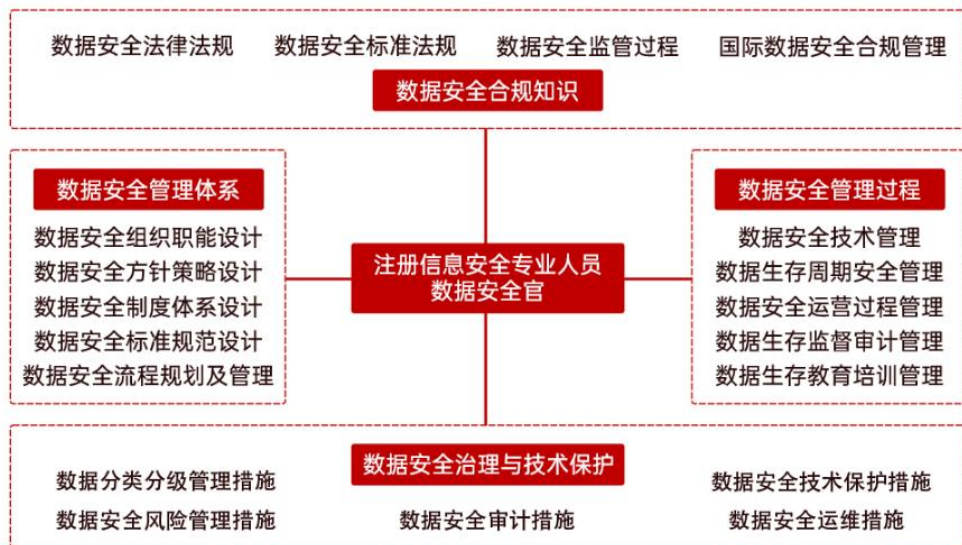 数据安全法律法规
数据安全标准法规
数据安全监管过程
国际数据安全合规管理
数据安全合规知识
数据安全管理体系
数据安全组织职能设计
数据安全方针策略设计
数据安全制度体系设计
数据安全标准规范设计
数据安全流程规划及管理
注册信息安全专业人员
数据安全官
数据安全管理过程
数据安全技术管理
数据生存周期安全管理
数据安全运营过程管理
数据生存监督审计管理
数据生存教育培训管理
数据安全治理与技术保护
数据分类分级管理措施
数据安全技术保护措施
数据安全风险管理措施
数据安全审计措施
数据安全运维措施